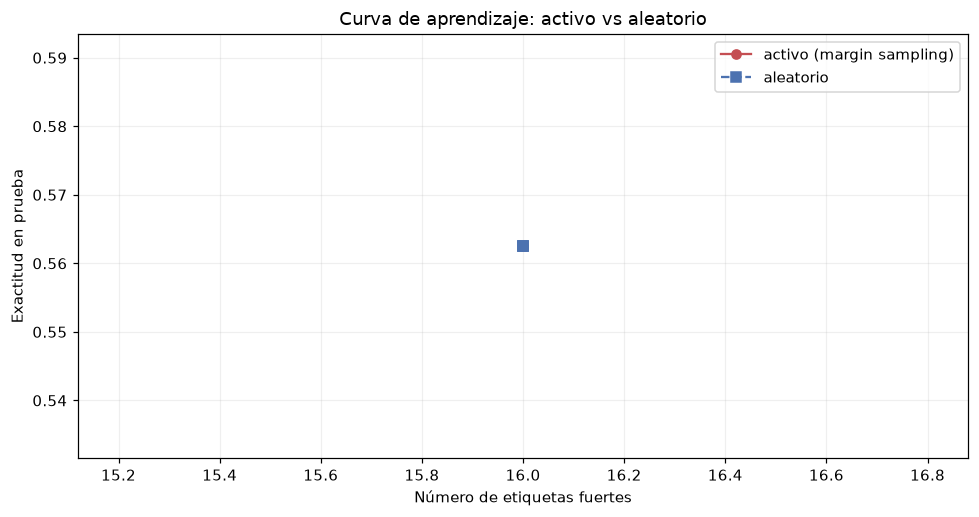 Curva de aprendizaje: activo vs aleatorio
activo (margin sampling)
aleatorio
Exactitud en prueba
0.59
0.58
0.57
0.56
0.55
0.54
15.2 15.4 15.6 15.8 16.0 16.2 16.4 16.6 16.8
Número de etiquetas fuertes